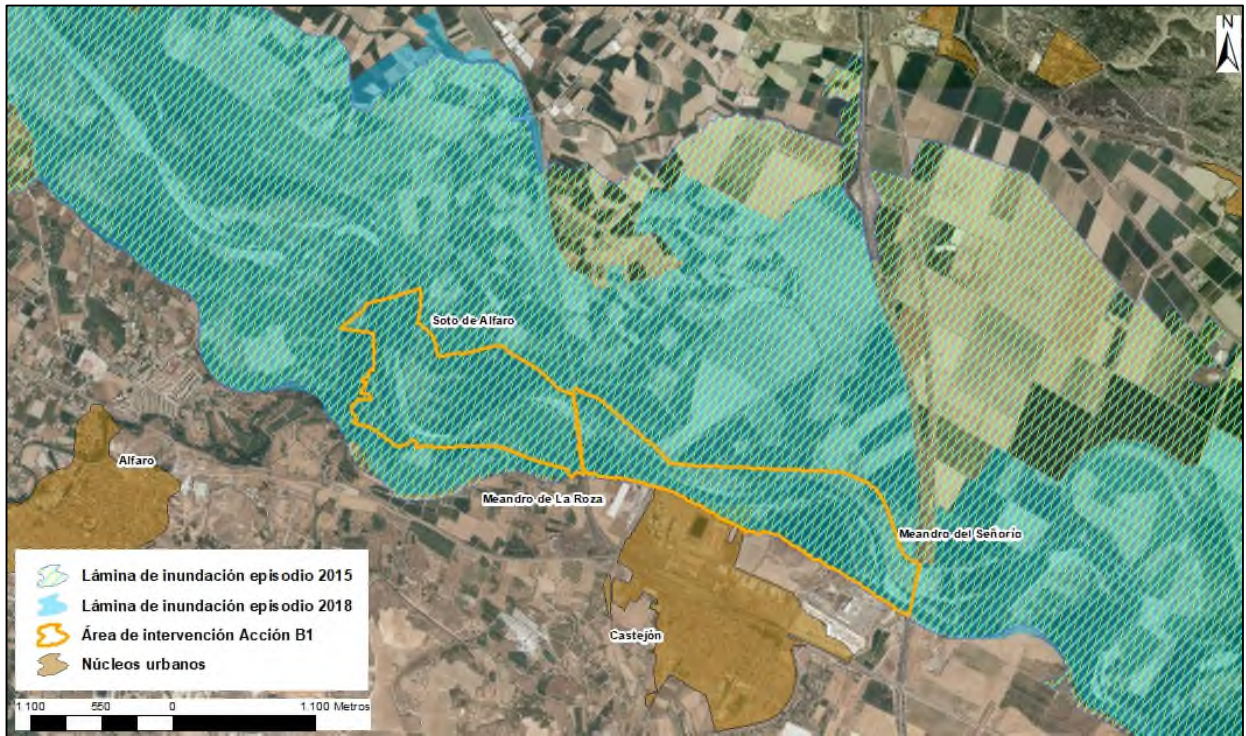 N
Soto de Alfaro
Alfaro
Meandro de La Roza
Meandro del Señorío
Castejón
Lámina de inundación episodio 2015
Lámina de inundación episodio 2018
Área de intervención Acción B1
Núcleos urbanos
1.100 550 0 1.100 Metros